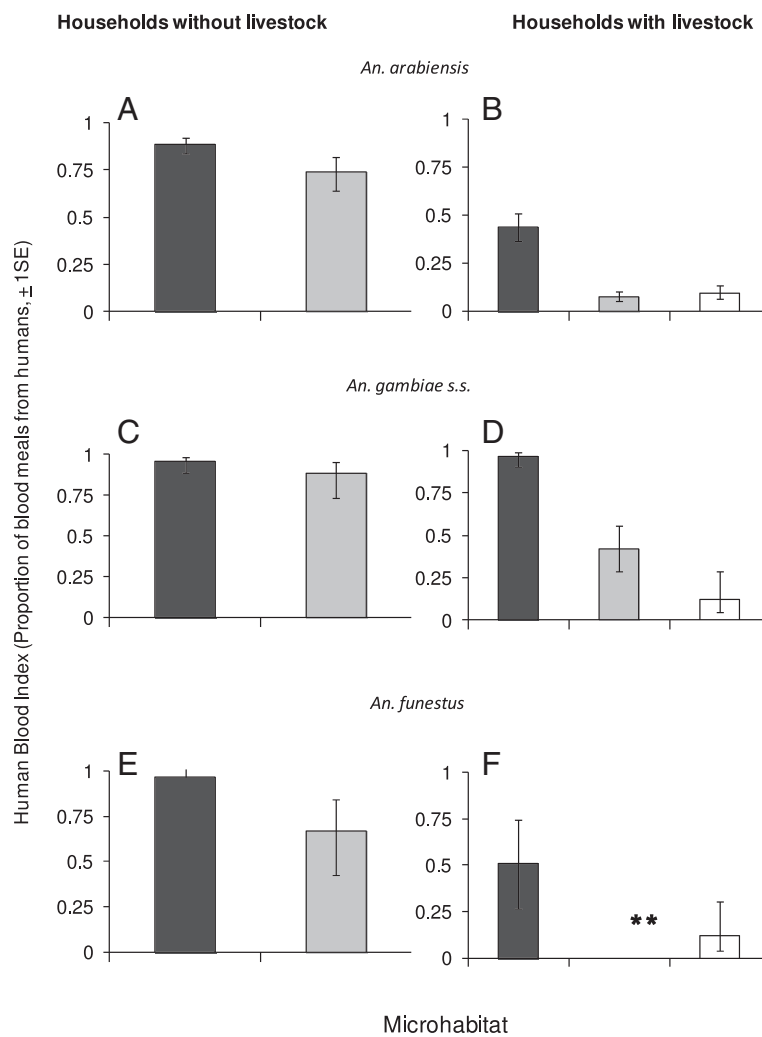 Households without livestock
Households with livestock
An. arabiensis
A
1
0.75
0.5
0.25
0
B
1
0.75
0.5
0.25
0
An. gambiae s.s.
C
1
0.75
0.5
0.25
0
D
1
0.75
0.5
0.25
0
An. funestus
E
1
0.75
0.5
0.25
0
F
1
0.75
0.5
0.25
0
**
Human Blood Index (Proportion of blood meals from humans, ± 1SE)
Microhabitat